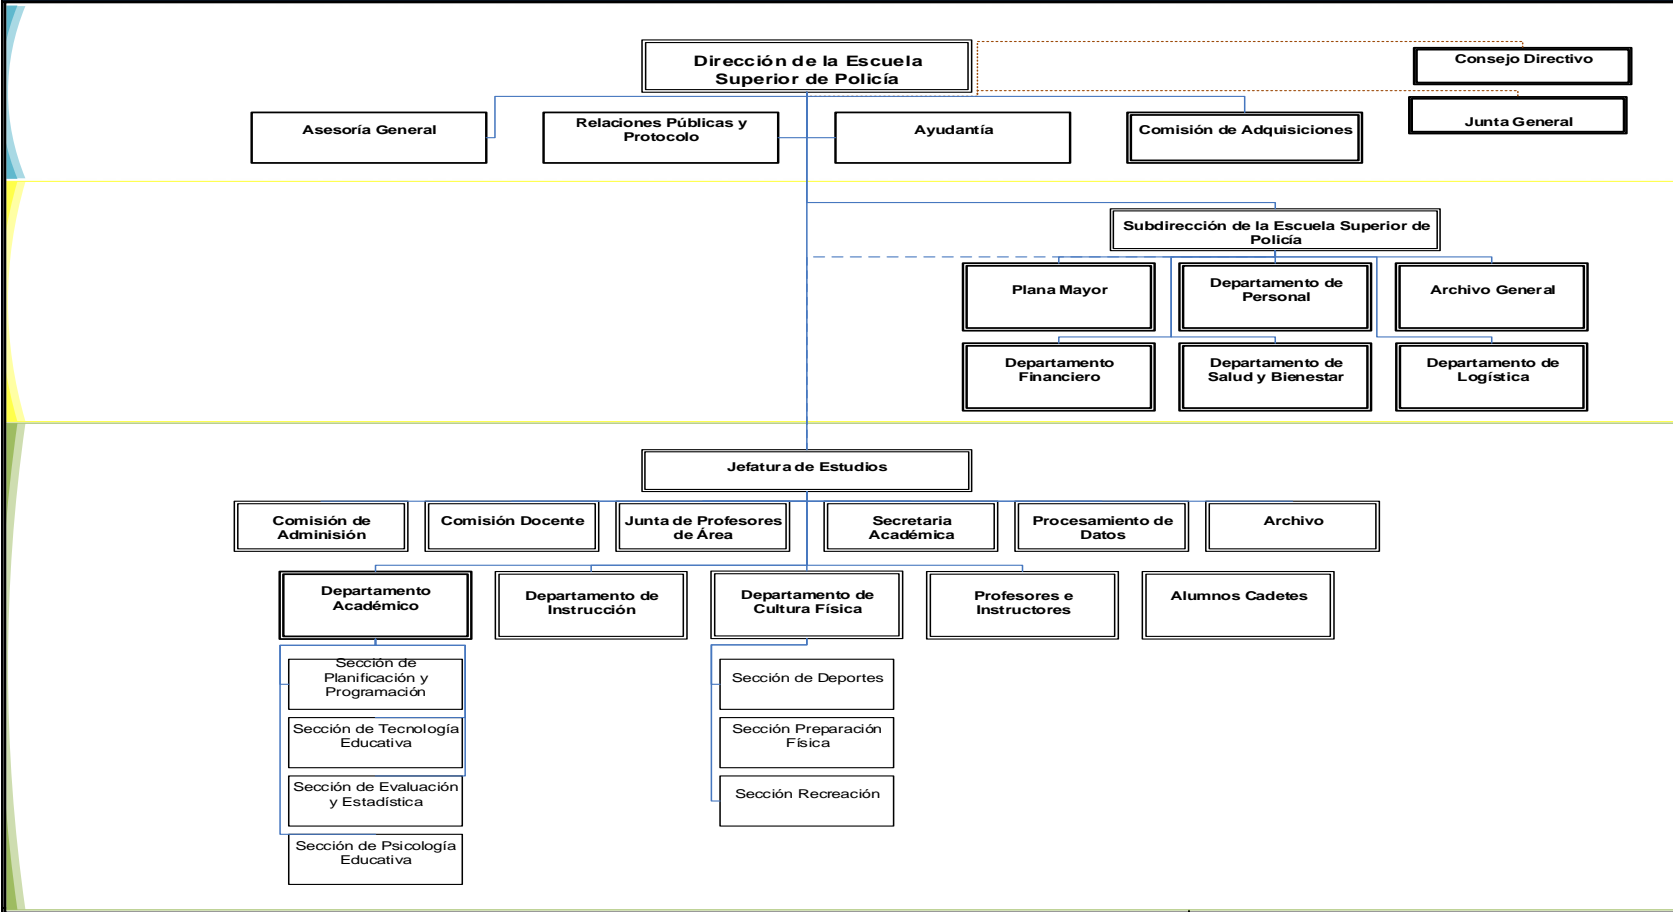 Dirección de la Escuela
Superior de Policía
Consejo Directivo
Junta General
Asesoría General
Relaciones Públicas y
Protocolo
Ayudantía
Comisión de Adquisiciones
Subdirección de la Escuela Superior de
Policía
Plana Mayor
Departamento de
Personal
Archivo General
Departamento
Financiero
Departamento de
Salud y Bienestar
Departamento de
Logística
Jefatura de Estudios
Comisión de
Adminisión
Comisión Docente
Junta de Profesores
de Área
Secretaria
Académica
Procesamiento de
Datos
Archivo
Departamento
Académico
Departamento de
Instrucción
Departamento de
Cultura Física
Profesores e
Instructores
Alumnos Cadetes
Sección de
Planificación y
Programación
Sección de Tecnología
Educativa
Sección de Evaluación
y Estadística
Sección de Psicología
Educativa
Sección de Deportes
Sección Preparación
Física
Sección Recreación